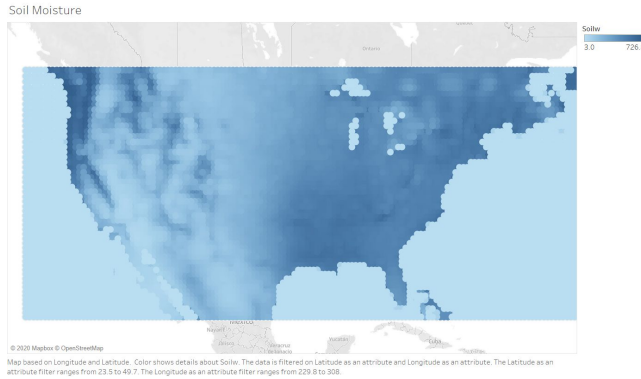 Soil Moisture
Soilw
3.0 726.
Ontario
© 2020 Mapbox © OpenStreetMap
Cuba
Map based on Longitude and Latitude. Color shows details about Soilw. The data is filtered on Latitude as an attribute and Longitude as an attribute. The Latitude as an
attribute filter ranges from 23.5 to 49.7. The Longitude as an attribute filter ranges from 229.8 to 308.